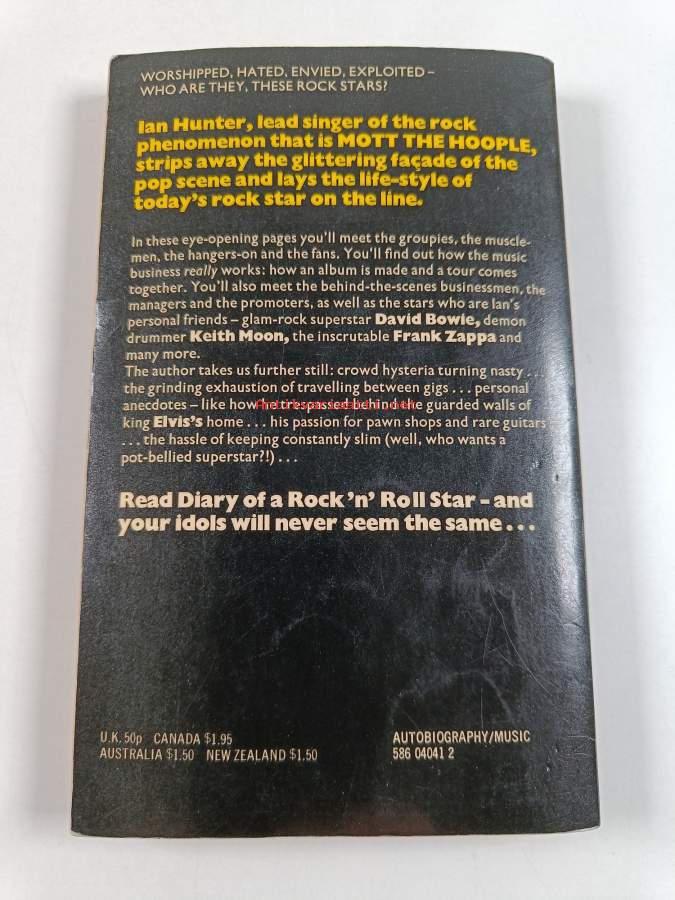 WORSHIPPED, HATED, ENVIED, EXPLOITED –
WHO ARE THEY, THESE ROCK STARS?
Ian Hunter, lead singer of the rock
phenomenon that is MOTT THE HOOPLE,
strips away the glittering façade of the
pop scene and lays the life-style of
today's rock star on the line.
In these eye-opening pages you'll meet the groupies, the muscle-
men, the hangers-on and the fans. You'll find out how the music
business really works: how an album is made and a tour comes
together. You'll also meet the behind-the-scenes businessmen, the
managers and the promoters, as well as the stars who are Ian's
personal friends – glam-rock superstar David Bowie, demon
drummer Keith Moon, the inscrutable Frank Zappa and
many more.
The author takes us further still: crowd hysteria turning nasty ...
the grinding exhaustion of travelling between gigs ... personal
anecdotes – like how he trespassed behind the guarded walls of
king Elvis's home ... his passion for pawn shops and rare guitars
... the hassle of keeping constantly slim (well, who wants a
pot-bellied superstar?!) ...
Read Diary of a Rock 'n' Roll Star – and
your idols will never seem the same ...
U.K. 50p CANADA $1.95
AUSTRALIA $1.50 NEW ZEALAND $1.50
AUTOBIOGRAPHY/MUSIC
586 04041 2